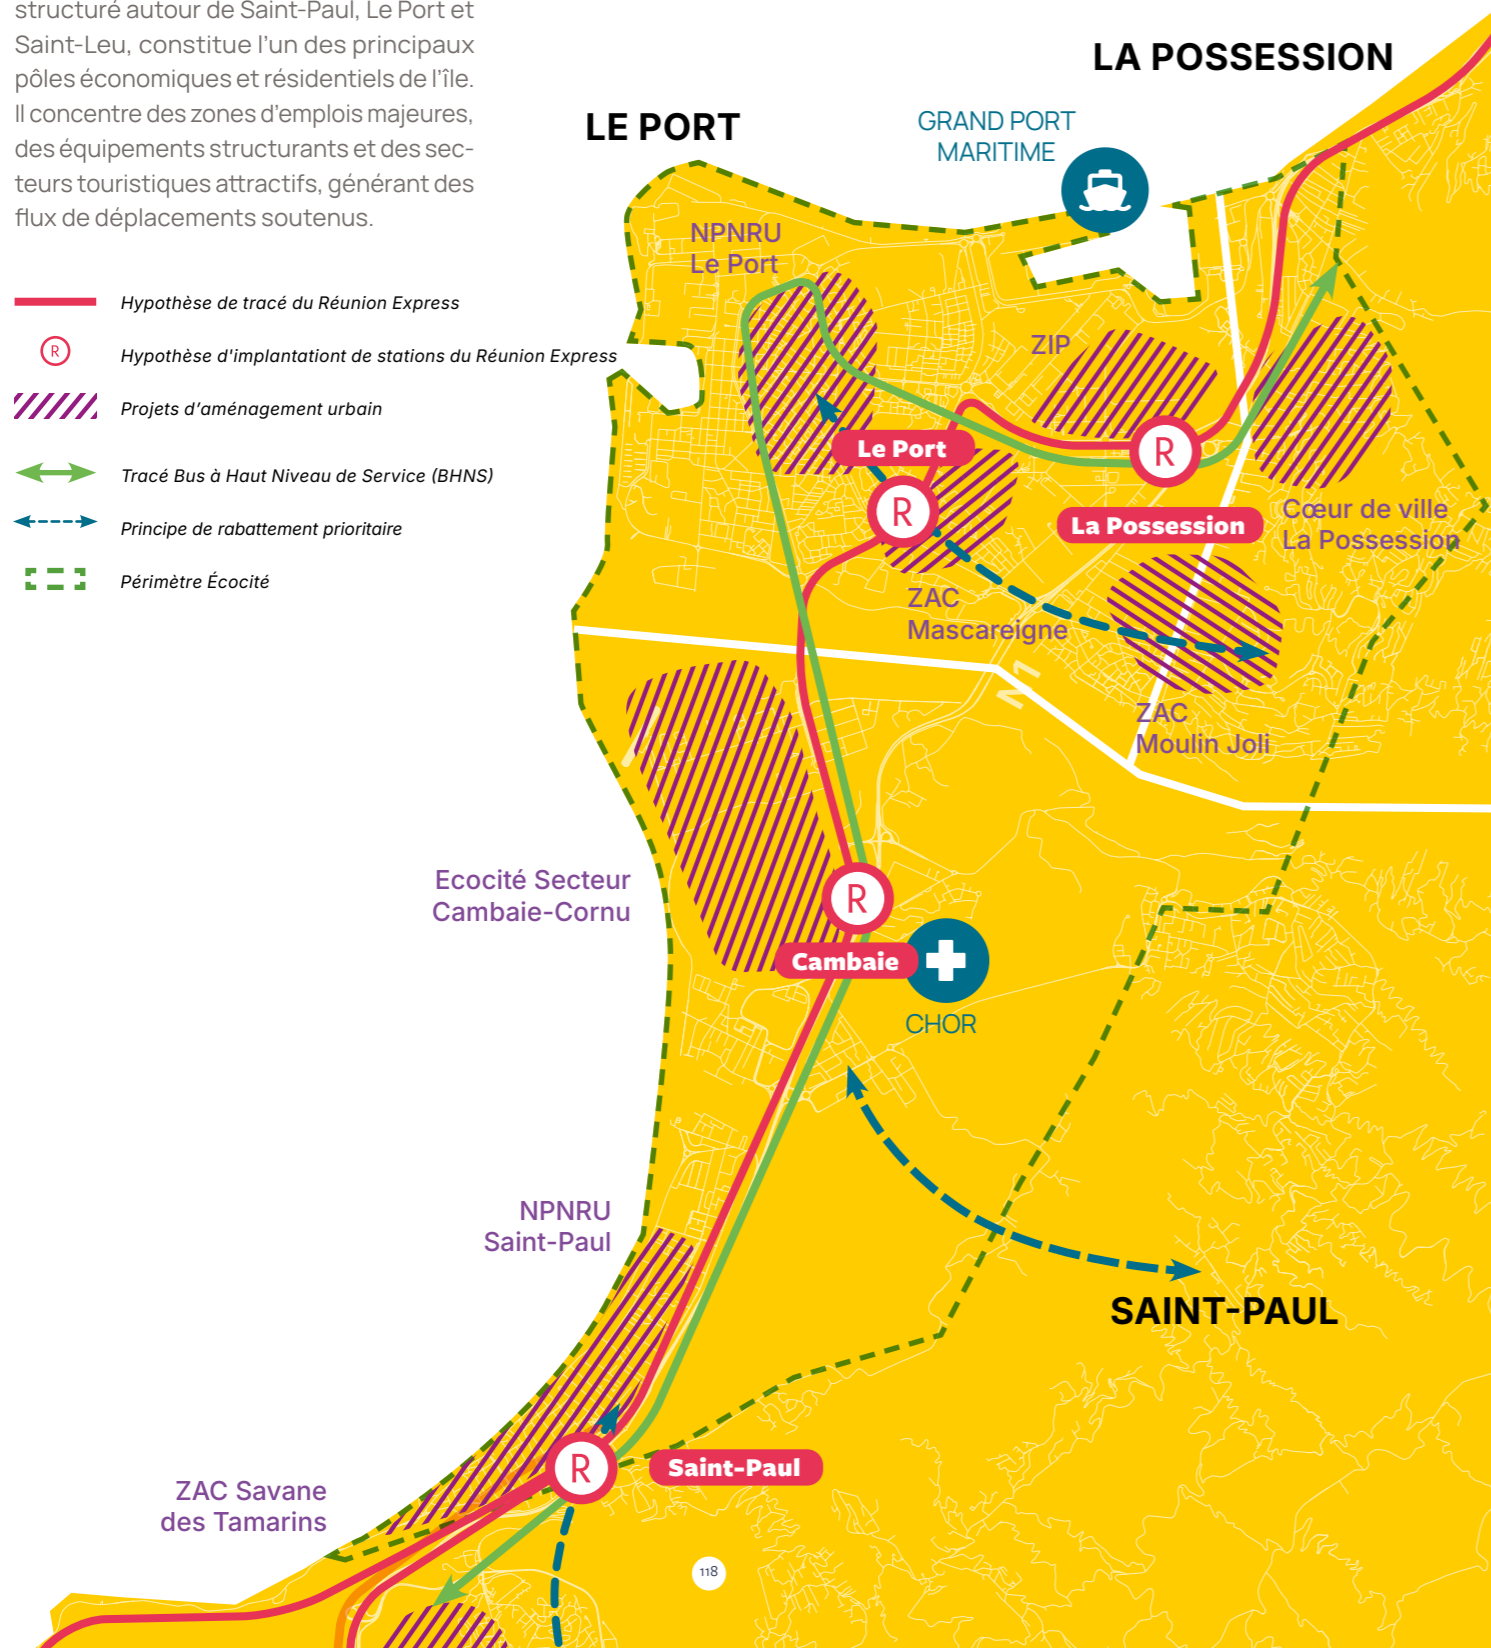 structuré autour de Saint-Paul, Le Port et
Saint-Leu, constitue l'un des principaux
pôles économiques et résidentiels de l'île.
Il concentre des zones d'emplois majeures,
des équipements structurants et des sec-
teurs touristiques attractifs, générant des
flux de déplacements soutenus.
Hypothèse de tracé du Réunion Express
R
Hypothèse d'implantationt de stations du Réunion Express
Projets d'aménagement urbain
Tracé Bus à Haut Niveau de Service (BHNS)
Principe de rabattement prioritaire
Périmètre Écocité
LA POSSESSION
LE PORT
GRAND PORT
MARITIME
NPNRU
Le Port
ZIP
Le Port
R
R
La Possession
Cœur de ville
La Possession
ZAC
Mascareigne
N1
ZAC
Moulin Joli
Ecocité Secteur
Cambaie-Cornu
R
Cambaie
CHOR
NPNRU
Saint-Paul
SAINT-PAUL
R
Saint-Paul
ZAC Savane
des Tamarins
118